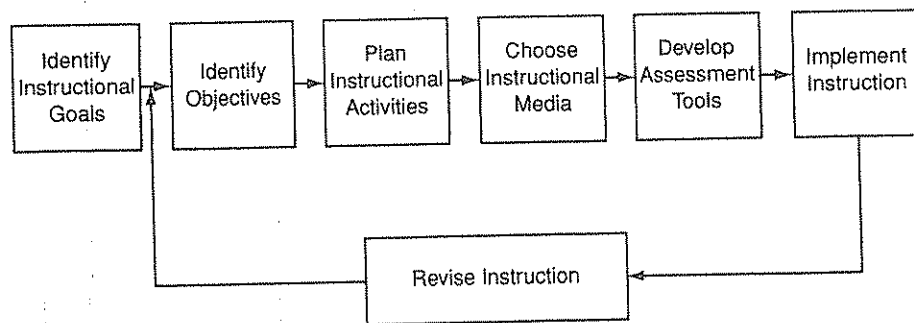 Identify
Instructional
Goals
Identify
Objectives
Plan
Instructional
Activities
Choose
Instructional
Media
Develop
Assessment
Tools
Implement
Instruction
Revise Instruction